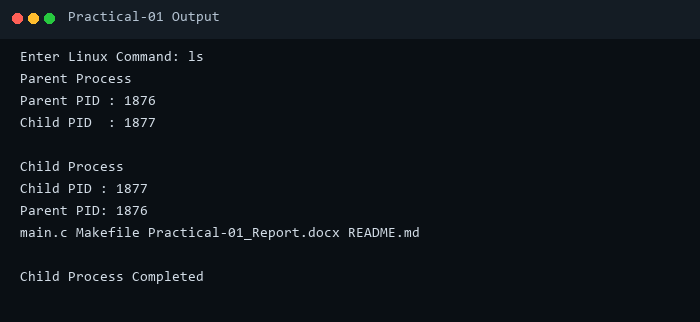 Practical-01 Output
Enter Linux Command: ls
Parent Process
Parent PID : 1876
Child PID  : 1877
Child Process
Child PID : 1877
Parent PID: 1876
main.c Makefile Practical-01_Report.docx README.md
Child Process Completed